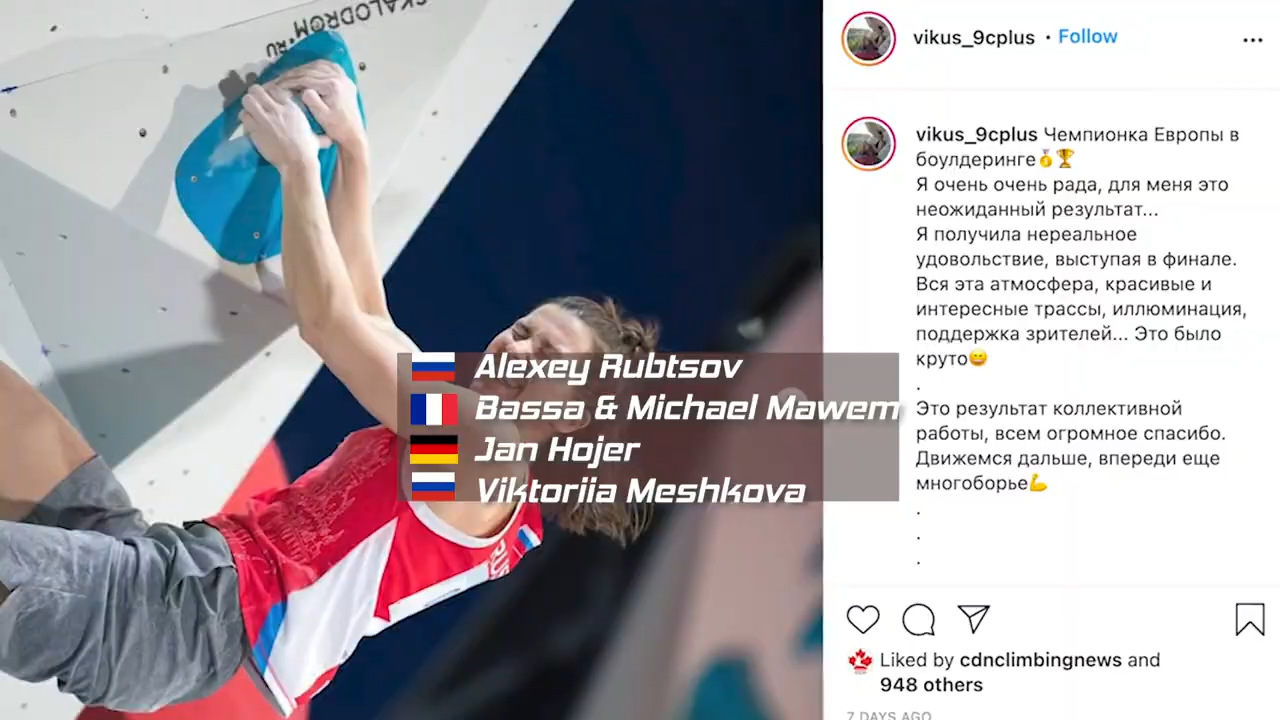 SKALODROM.RU
vikus_9cplus • Follow
vikus_9cplus Чемпионка Европы в
боулдеринге🥇🏆
Я очень очень рада, для меня это
неожиданный результат...
Я получила нереальное
удовольствие, выступая в финале.
Вся эта атмосфера, красивые и
интересные трассы, иллюминация,
поддержка зрителей... Это было
круто😄
.
Это результат коллективной
работы, всем огромное спасибо.
Движемся дальше, впереди еще
многоборье💪
.
.
.
Alexey Rubtsov
Bassa & Michael Mawem
Jan Hojer
Viktoriia Meshkova
RUS
Liked by cdnclimbingnews and
948 others
7 DAYS AGO